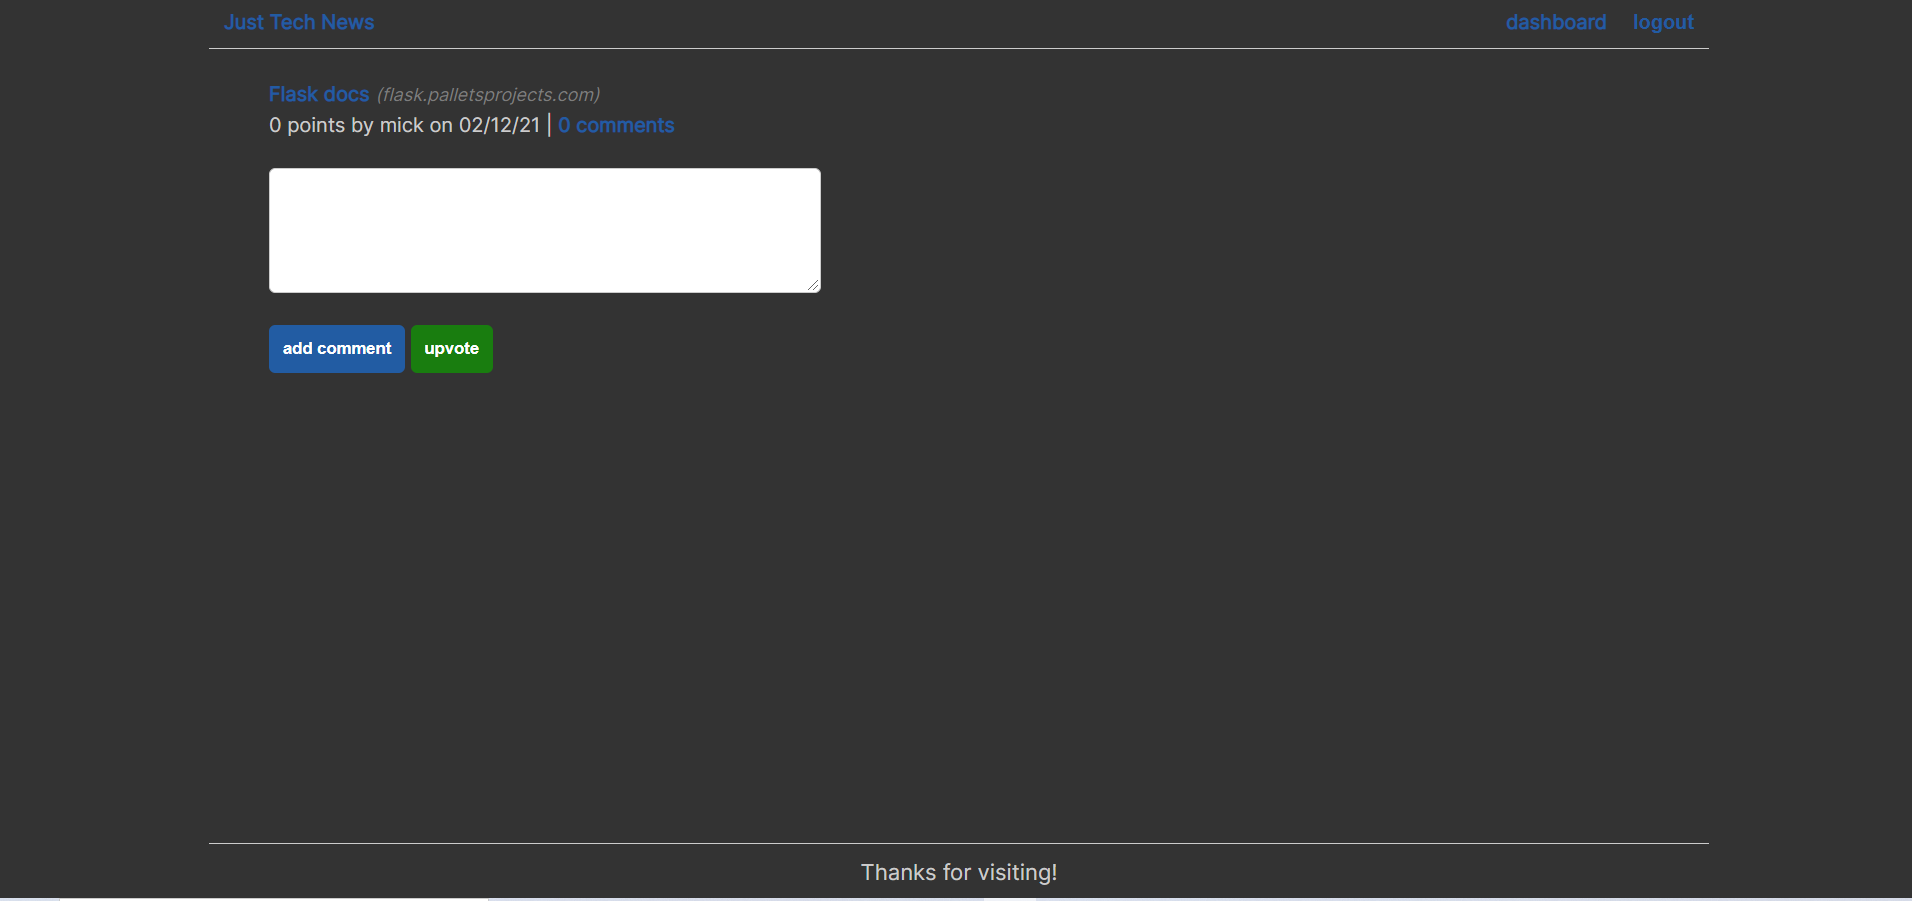 Just Tech News dashboard logout
Flask docs (flask.palletsprojects.com)
0 points by mick on 02/12/21 | 0 comments
add comment upvote
Thanks for visiting!